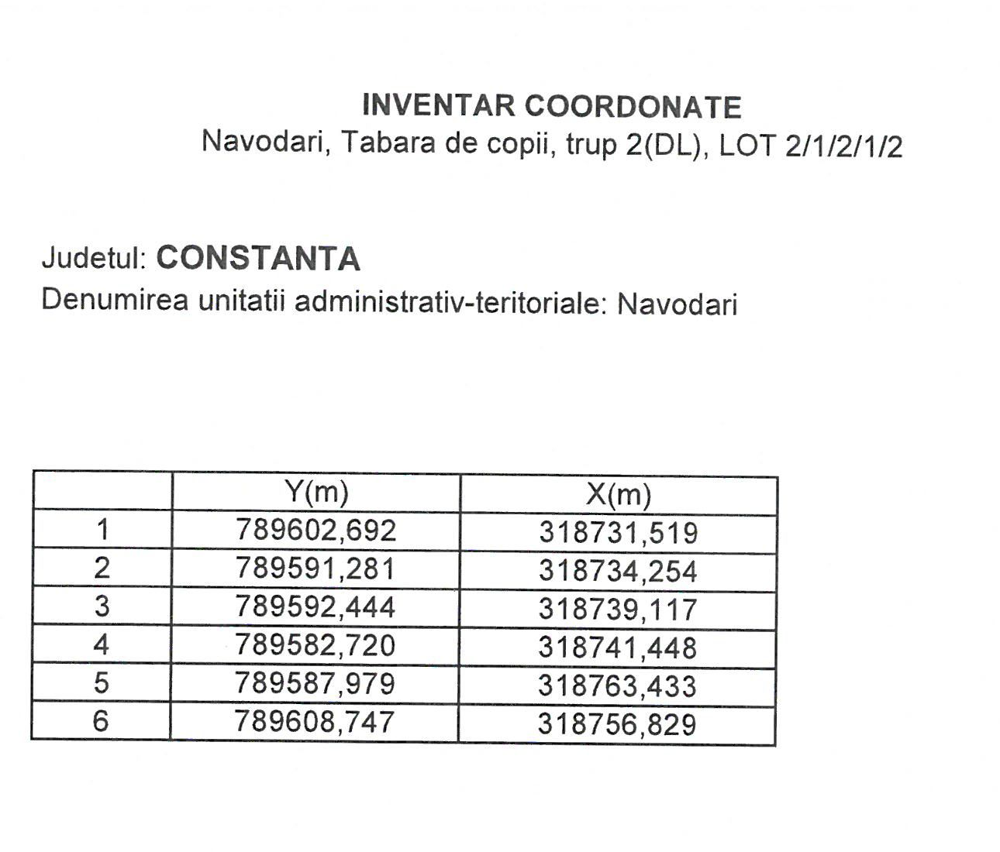 INVENTAR COORDONATE
Navodari, Tabara de copii, trup 2(DL), LOT 2/1/2/1/2
Judetul: CONSTANTA
Denumirea unitatii administrativ-teritoriale: Navodari
Y(m) X(m)
1 789602,692 318731,519
2 789591,281 318734,254
3 789592,444 318739,117
4 789582,720 318741,448
5 789587,979 318763,433
6 789608,747 318756,829